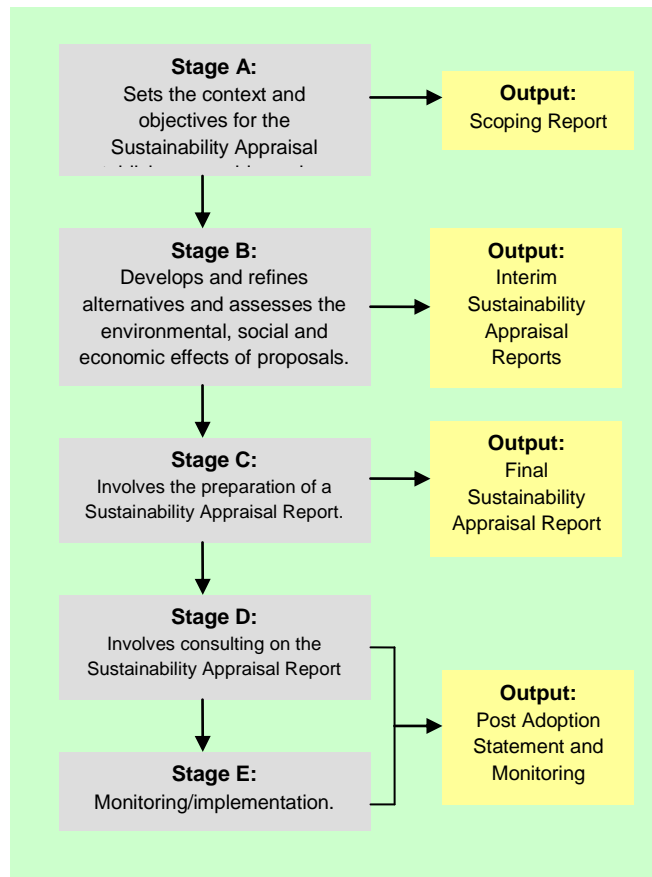 Stage A:
Sets the context and
objectives for the
Sustainability Appraisal
Output:
Scoping Report
Stage B:
Develops and refines
alternatives and assesses the
environmental, social and
economic effects of proposals.
Output:
Interim
Sustainability
Appraisal
Reports
Stage C:
Involves the preparation of a
Sustainability Appraisal Report.
Output:
Final
Sustainability
Appraisal Report
Stage D:
Involves consulting on the
Sustainability Appraisal Report
Stage E:
Monitoring/implementation.
Output:
Post Adoption
Statement and
Monitoring